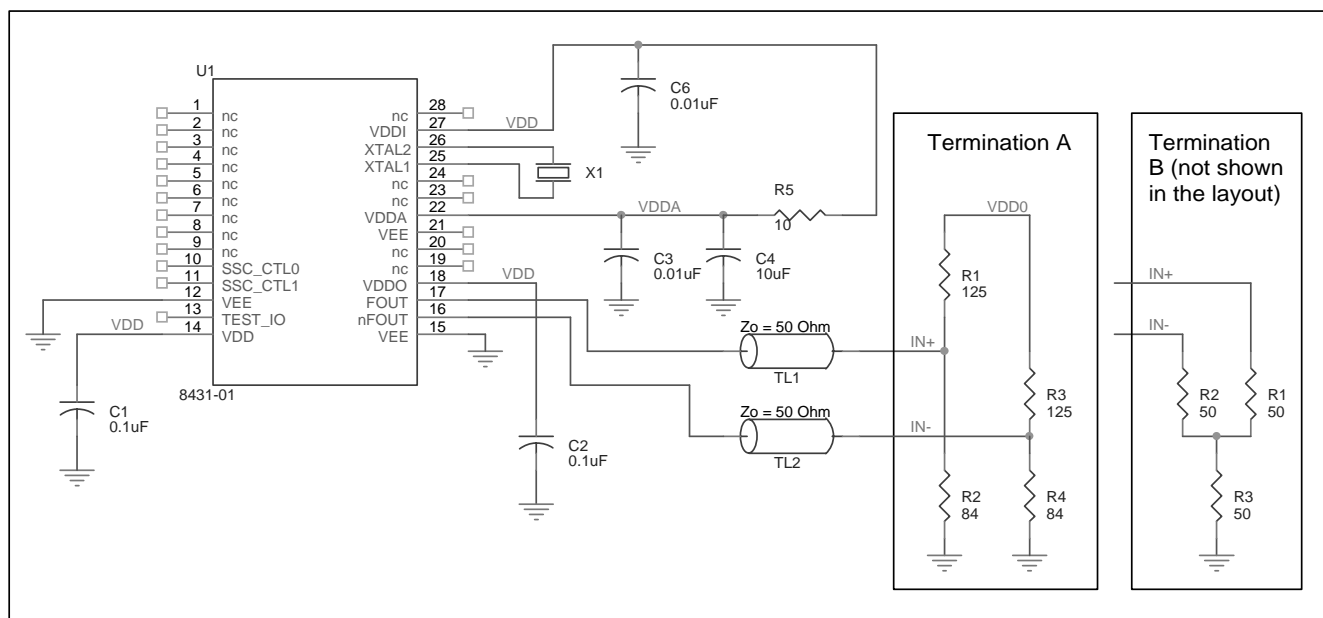 U1
1
nc
2
nc
3
nc
4
nc
5
nc
6
nc
7
nc
8
nc
9
nc
10
SSC_CTL0
11
SSC_CTL1
12
VEE
13
TEST_IO
14
VDD
28
nc
27
VDDI
26
XTAL2
25
XTAL1
24
nc
23
nc
22
VDDA
21
VEE
20
nc
19
nc
18
VDDO
17
FOUT
16
nFOUT
15
VEE
8431-01
VDD
C1
0.1uF
VDD
C6
0.01uF
X1
VDDA
R5
10
C3
0.01uF
C4
10uF
VDD
C2
0.1uF
Zo = 50 Ohm
TL1
Zo = 50 Ohm
TL2
Termination A
VDD0
R1
125
IN+
R3
125
IN-
R2
84
R4
84
Termination
B (not shown
in the layout)
IN+
IN-
R2
50
R1
50
R3
50